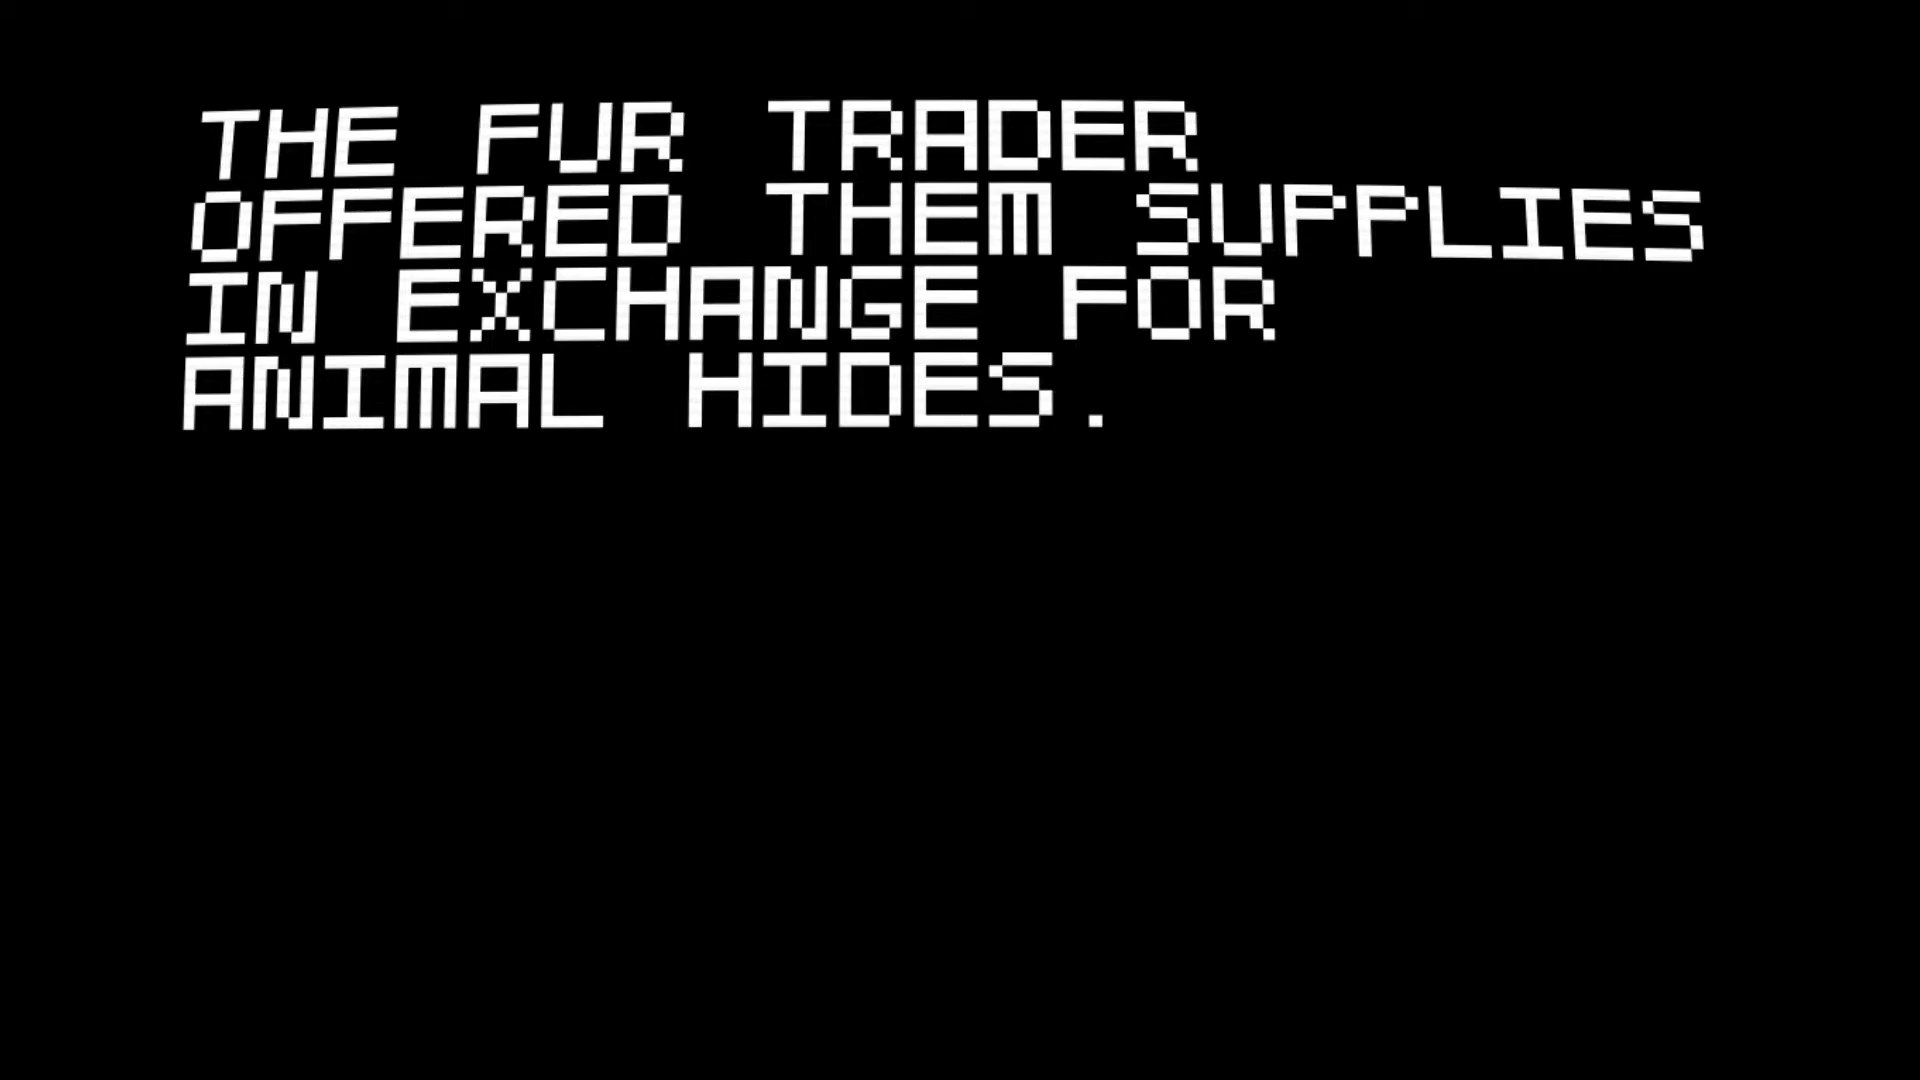 THE FUR TRADER
OFFERED THEM SUPPLIES
IN EXCHANGE FOR
ANIMAL HIDES.